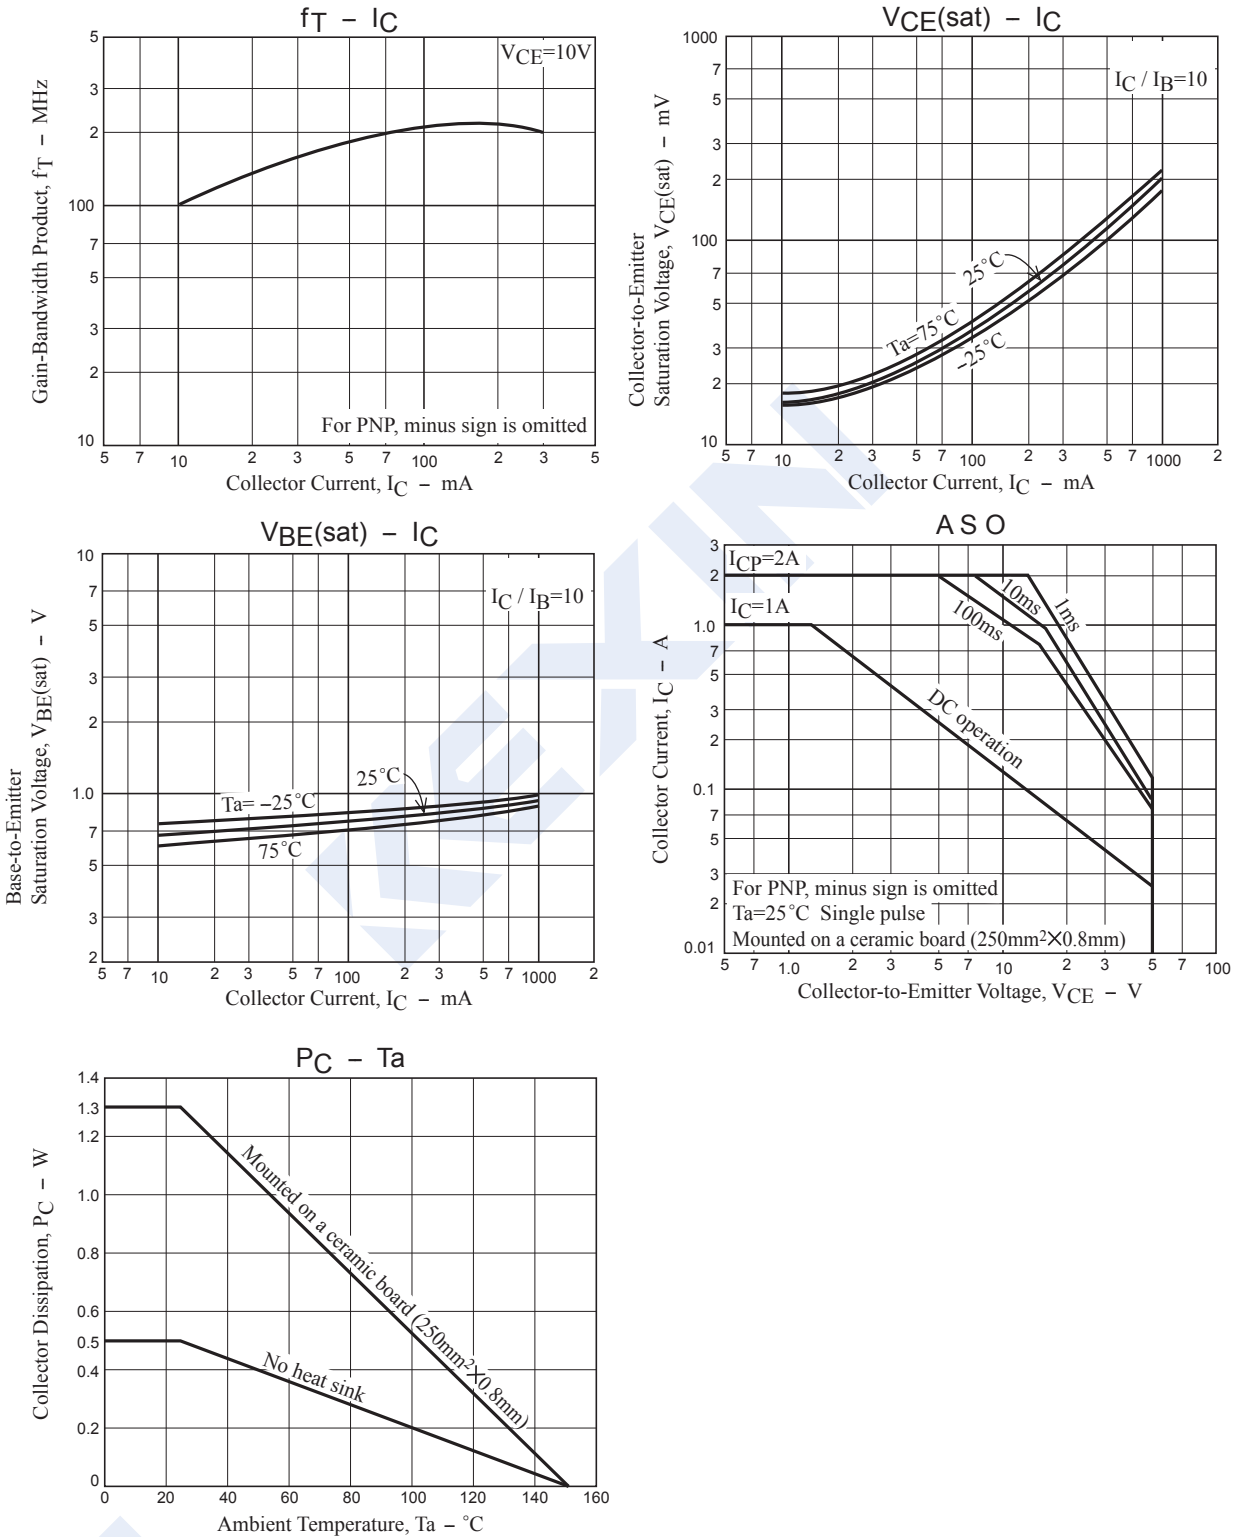 fT – IC
VCE=10V
Gain-Bandwidth Product, fT – MHz
5
3
2
100
7
5
3
2
10
For PNP, minus sign is omitted
5 7 10 2 3 5 7 100 2 3 5
Collector Current, IC – mA
VCE(sat) – IC
IC / IB=10
Collector-to-Emitter
Saturation Voltage, VCE(sat) – mV
1000
7
5
3
2
100
7
5
3
2
10
25°C
Ta=75°C
–25°C
5 7 10 2 3 5 7 100 2 3 5 7 1000 2
Collector Current, IC – mA
VBE(sat) – IC
IC / IB=10
Base-to-Emitter
Saturation Voltage, VBE(sat) – V
10
7
5
3
2
1.0
7
5
3
2
25°C
Ta= –25°C
75°C
5 7 10 2 3 5 7 100 2 3 5 7 1000 2
Collector Current, IC – mA
A S O
ICP=2A
IC=1A
10ms
1ms
100ms
DC operation
Collector Current, IC – A
3
2
1.0
7
5
3
2
0.1
7
5
3
2
0.01
For PNP, minus sign is omitted
Ta=25°C Single pulse
Mounted on a ceramic board (250mm²×0.8mm)
5 7 1.0 2 3 5 7 10 2 3 5 7 100
Collector-to-Emitter Voltage, VCE – V
PC – Ta
Collector Dissipation, PC – W
1.4
1.3
1.2
1.0
0.8
0.6
0.5
0.4
0.2
0
Mounted on a ceramic board (250mm²×0.8mm)
No heat sink
0 20 40 60 80 100 120 140 160
Ambient Temperature, Ta – °C
KEXIN